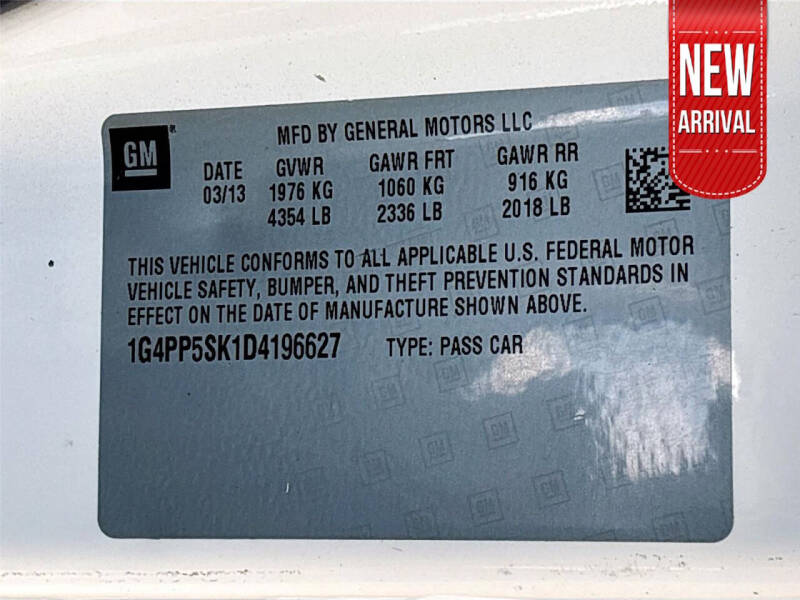 NEW
ARRIVAL
GM
MFD BY GENERAL MOTORS LLC
DATE GVWR GAWR FRT GAWR RR
03/13 1976 KG 1060 KG 916 KG
4354 LB 2336 LB 2018 LB
THIS VEHICLE CONFORMS TO ALL APPLICABLE U.S. FEDERAL MOTOR
VEHICLE SAFETY, BUMPER, AND THEFT PREVENTION STANDARDS IN
EFFECT ON THE DATE OF MANUFACTURE SHOWN ABOVE.
1G4PP5SK1D4196627 TYPE: PASS CAR